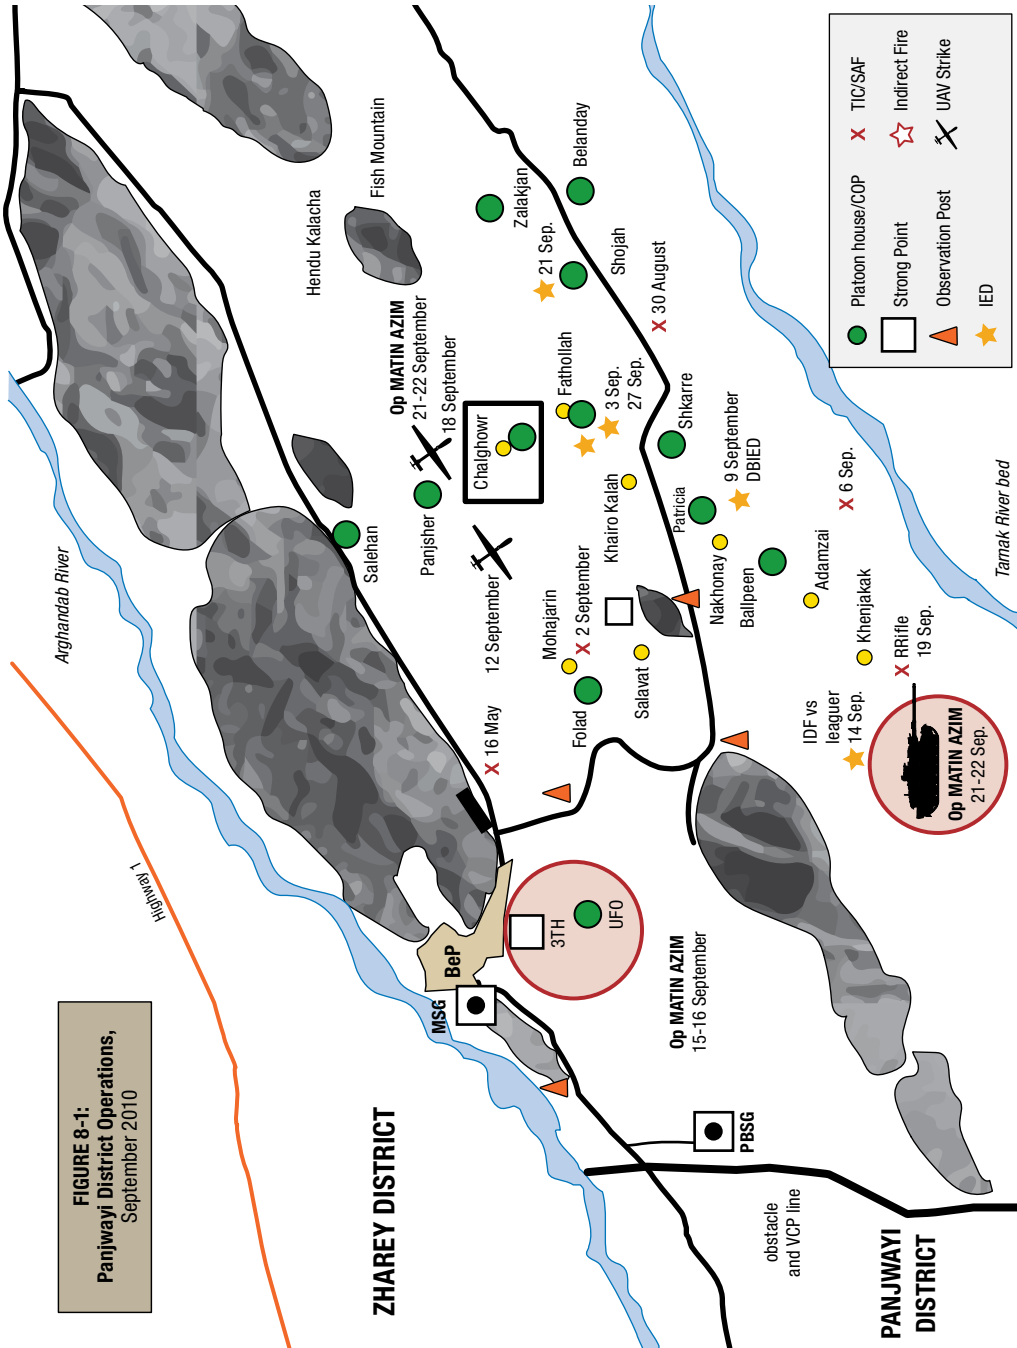 FIGURE 8-1:
Panjwayi District Operations,
September 2010
Highway 1
Arghandab River
ZHAREY DISTRICT
MSG
BeP
3TH
UFO
Op MATIN AZIM
15-16 September
PBSG
obstacle
and VCP line
PANJWAYI
DISTRICT
X 16 May
12 September
Salehan
Panjsher
Op MATIN AZIM
21-22 September
18 September
Hendu Kalacha
Fish Mountain
Chalghowr
Zalakjan
Belanday
21 Sep.
Shojah
Fathollah
3 Sep.
27 Sep.
X 30 August
Mohajarin
X 2 September
Folad
Salavat
Khairo Kalah
Shkarre
Patricia
9 September
DBIED
Nakhonay
Ballpeen
Adamzai
X 6 Sep.
Khenjakak
X RRifle
19 Sep.
IDF vs
leaguer
14 Sep.
Op MATIN AZIM
21-22 Sep.
Tarnak River bed
Platoon house/COP
Strong Point
Observation Post
IED
X TIC/SAF
Indirect Fire
UAV Strike